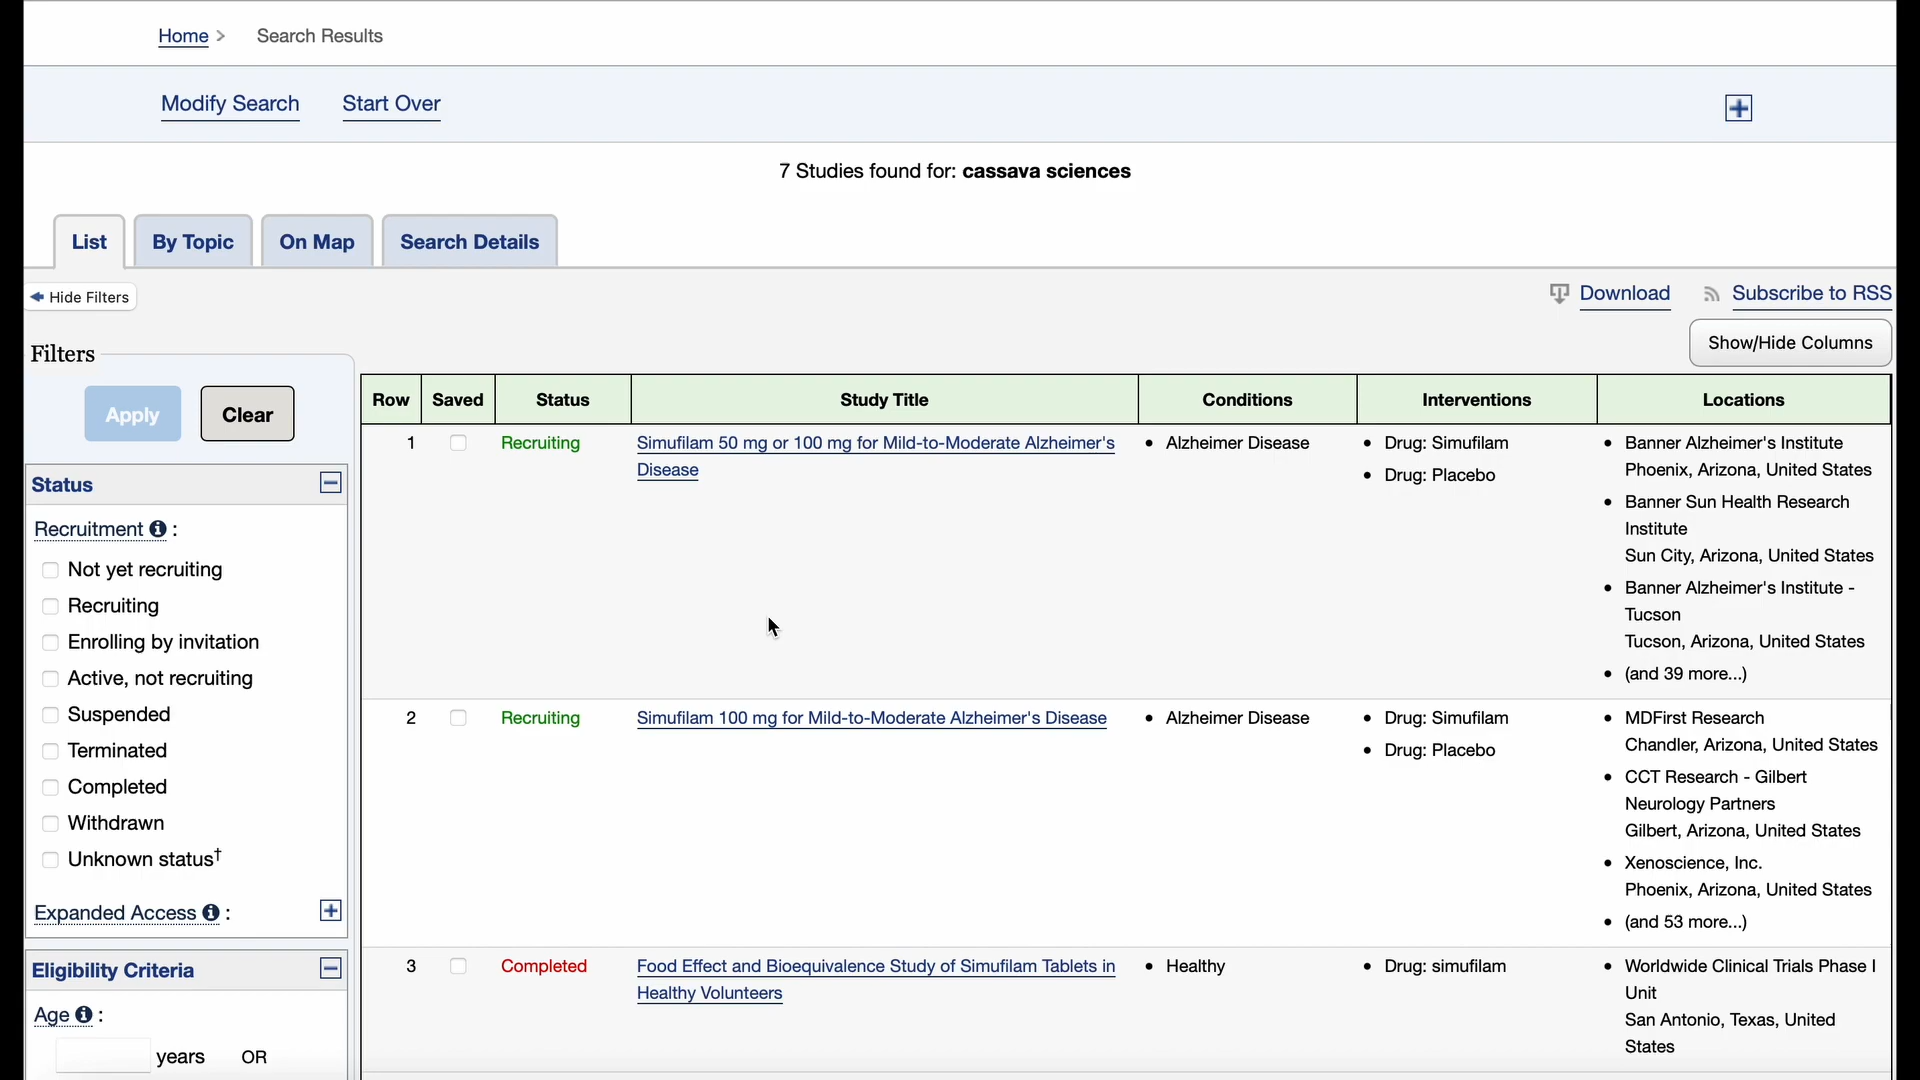 Home > Search Results
Modify Search Start Over
7 Studies found for: cassava sciences
List By Topic On Map Search Details
Hide Filters
Download Subscribe to RSS
Show/Hide Columns
Filters
Apply Clear
Status
Recruitment :
Not yet recruiting
Recruiting
Enrolling by invitation
Active, not recruiting
Suspended
Terminated
Completed
Withdrawn
Unknown status†
Expanded Access :
Eligibility Criteria
Age :
years OR
Row Saved Status Study Title Conditions Interventions Locations
1 Recruiting Simufilam 50 mg or 100 mg for Mild-to-Moderate Alzheimer's • Alzheimer Disease • Drug: Simufilam • Banner Alzheimer's Institute
Disease Phoenix, Arizona, United States
• Drug: Placebo
• Banner Sun Health Research
Institute
Sun City, Arizona, United States
• Banner Alzheimer's Institute -
Tucson
Tucson, Arizona, United States
• (and 39 more...)
2 Recruiting Simufilam 100 mg for Mild-to-Moderate Alzheimer's Disease • Alzheimer Disease • Drug: Simufilam • MDFirst Research
Chandler, Arizona, United States
• Drug: Placebo
• CCT Research - Gilbert
Neurology Partners
Gilbert, Arizona, United States
• Xenoscience, Inc.
Phoenix, Arizona, United States
• (and 53 more...)
3 Completed Food Effect and Bioequivalence Study of Simufilam Tablets in • Healthy • Drug: simufilam • Worldwide Clinical Trials Phase I
Healthy Volunteers Unit
San Antonio, Texas, United
States